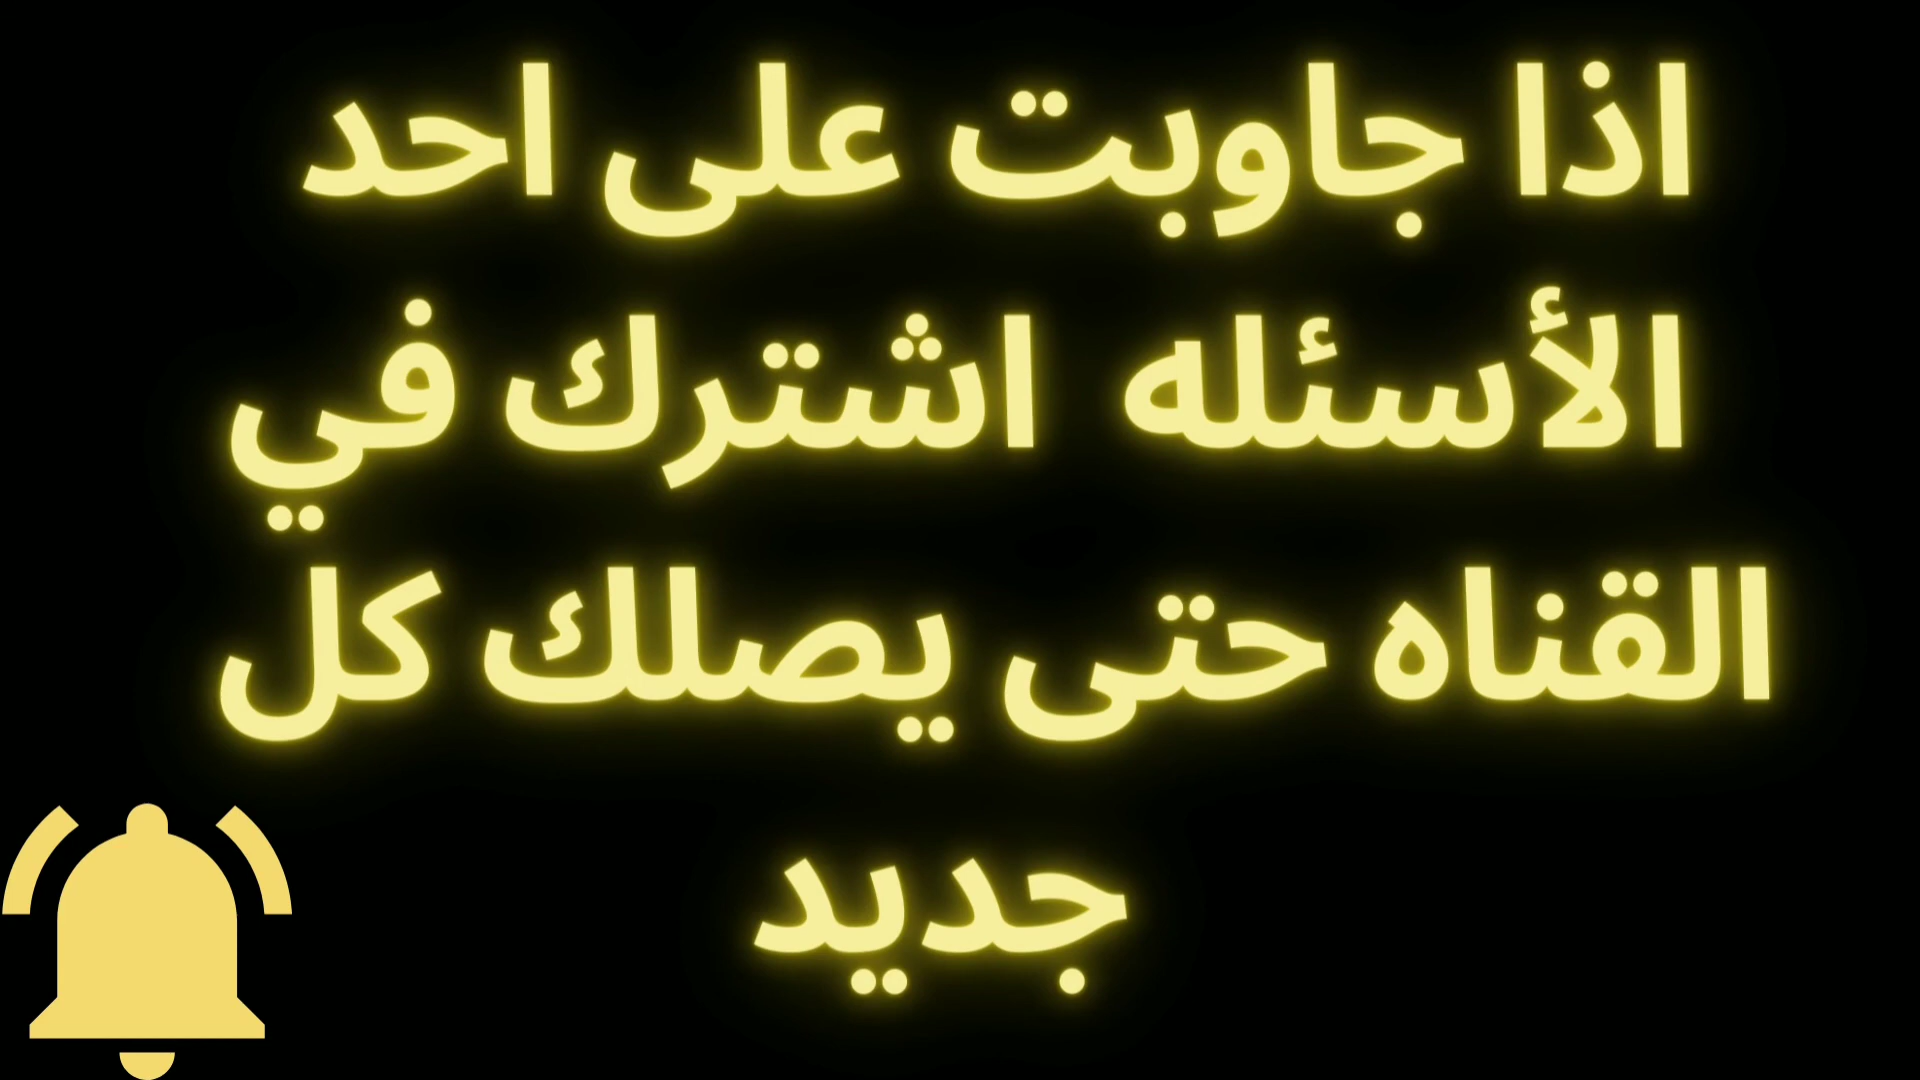 اذا جاوبت على احد
الأسئله اشترك في
القناه حتى يصلك كل
جديد